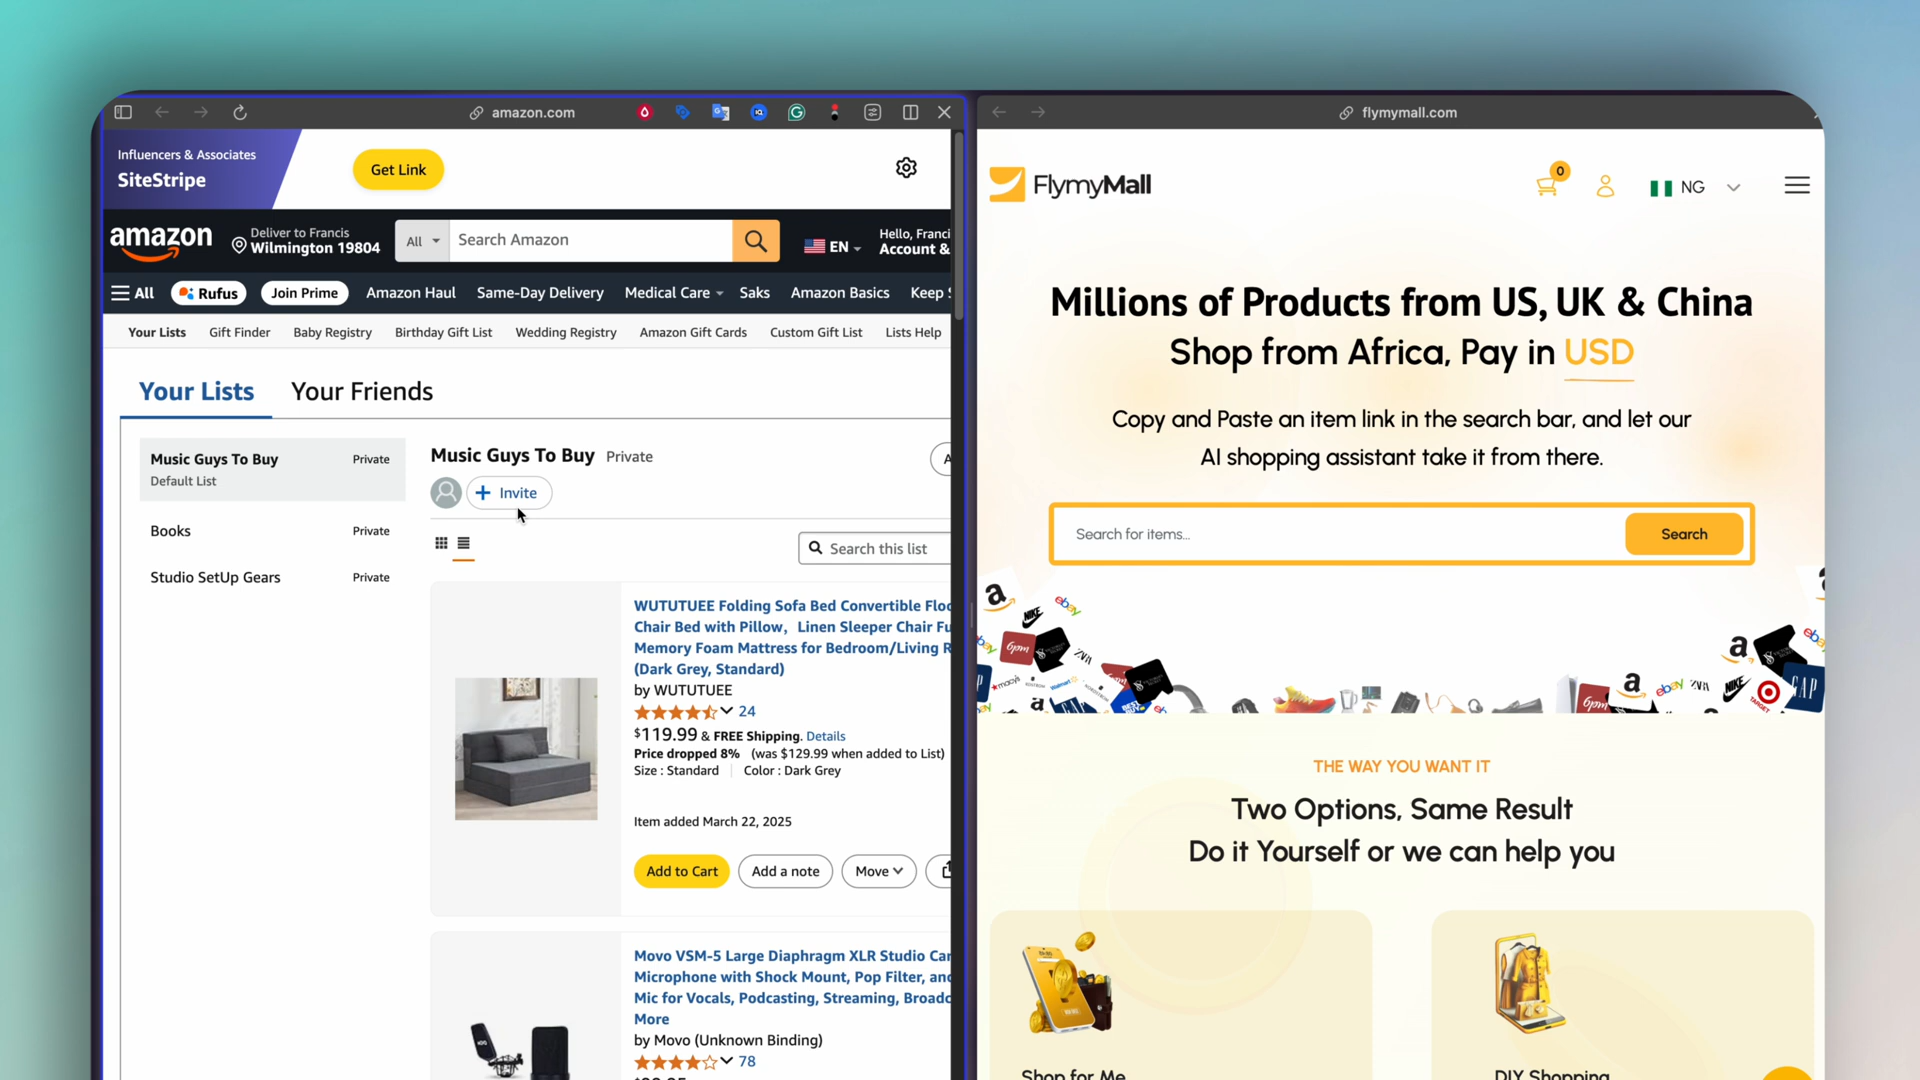 amazon.com
Influencers & Associates
SiteStripe
Get Link
amazon
Deliver to Francis
Wilmington 19804
All
Search Amazon
EN
Hello, Franci
Account &
All
Rufus
Join Prime
Amazon Haul
Same-Day Delivery
Medical Care
Saks
Amazon Basics
Keep
Your Lists
Gift Finder
Baby Registry
Birthday Gift List
Wedding Registry
Amazon Gift Cards
Custom Gift List
Lists Help
Your Lists
Your Friends
Music Guys To Buy
Private
Default List
Books
Private
Studio SetUp Gears
Private
Music Guys To Buy Private
Invite
Search this list
WUTUTUEE Folding Sofa Bed Convertible Floo
Chair Bed with Pillow, Linen Sleeper Chair Fu
Memory Foam Mattress for Bedroom/Living R
(Dark Grey, Standard)
by WUTUTUEE
24
$119.99 & FREE Shipping. Details
Price dropped 8% (was $129.99 when added to List)
Size : Standard
Color : Dark Grey
Item added March 22, 2025
Add to Cart
Add a note
Move
Movo VSM-5 Large Diaphragm XLR Studio Car
Microphone with Shock Mount, Pop Filter, and
Mic for Vocals, Podcasting, Streaming, Broadc
More
by Movo (Unknown Binding)
78
flymymall.com
FlymyMall
0
NG
Millions of Products from US, UK & China
Shop from Africa, Pay in USD
Copy and Paste an item link in the search bar, and let our
AI shopping assistant take it from there.
Search for items...
Search
a
ebay
6pm
macy's
Walmart
ZVA
a
ebay
6pm
NIKE
TARGET
GAP
THE WAY YOU WANT IT
Two Options, Same Result
Do it Yourself or we can help you
Shop for Me
DIY Shopping